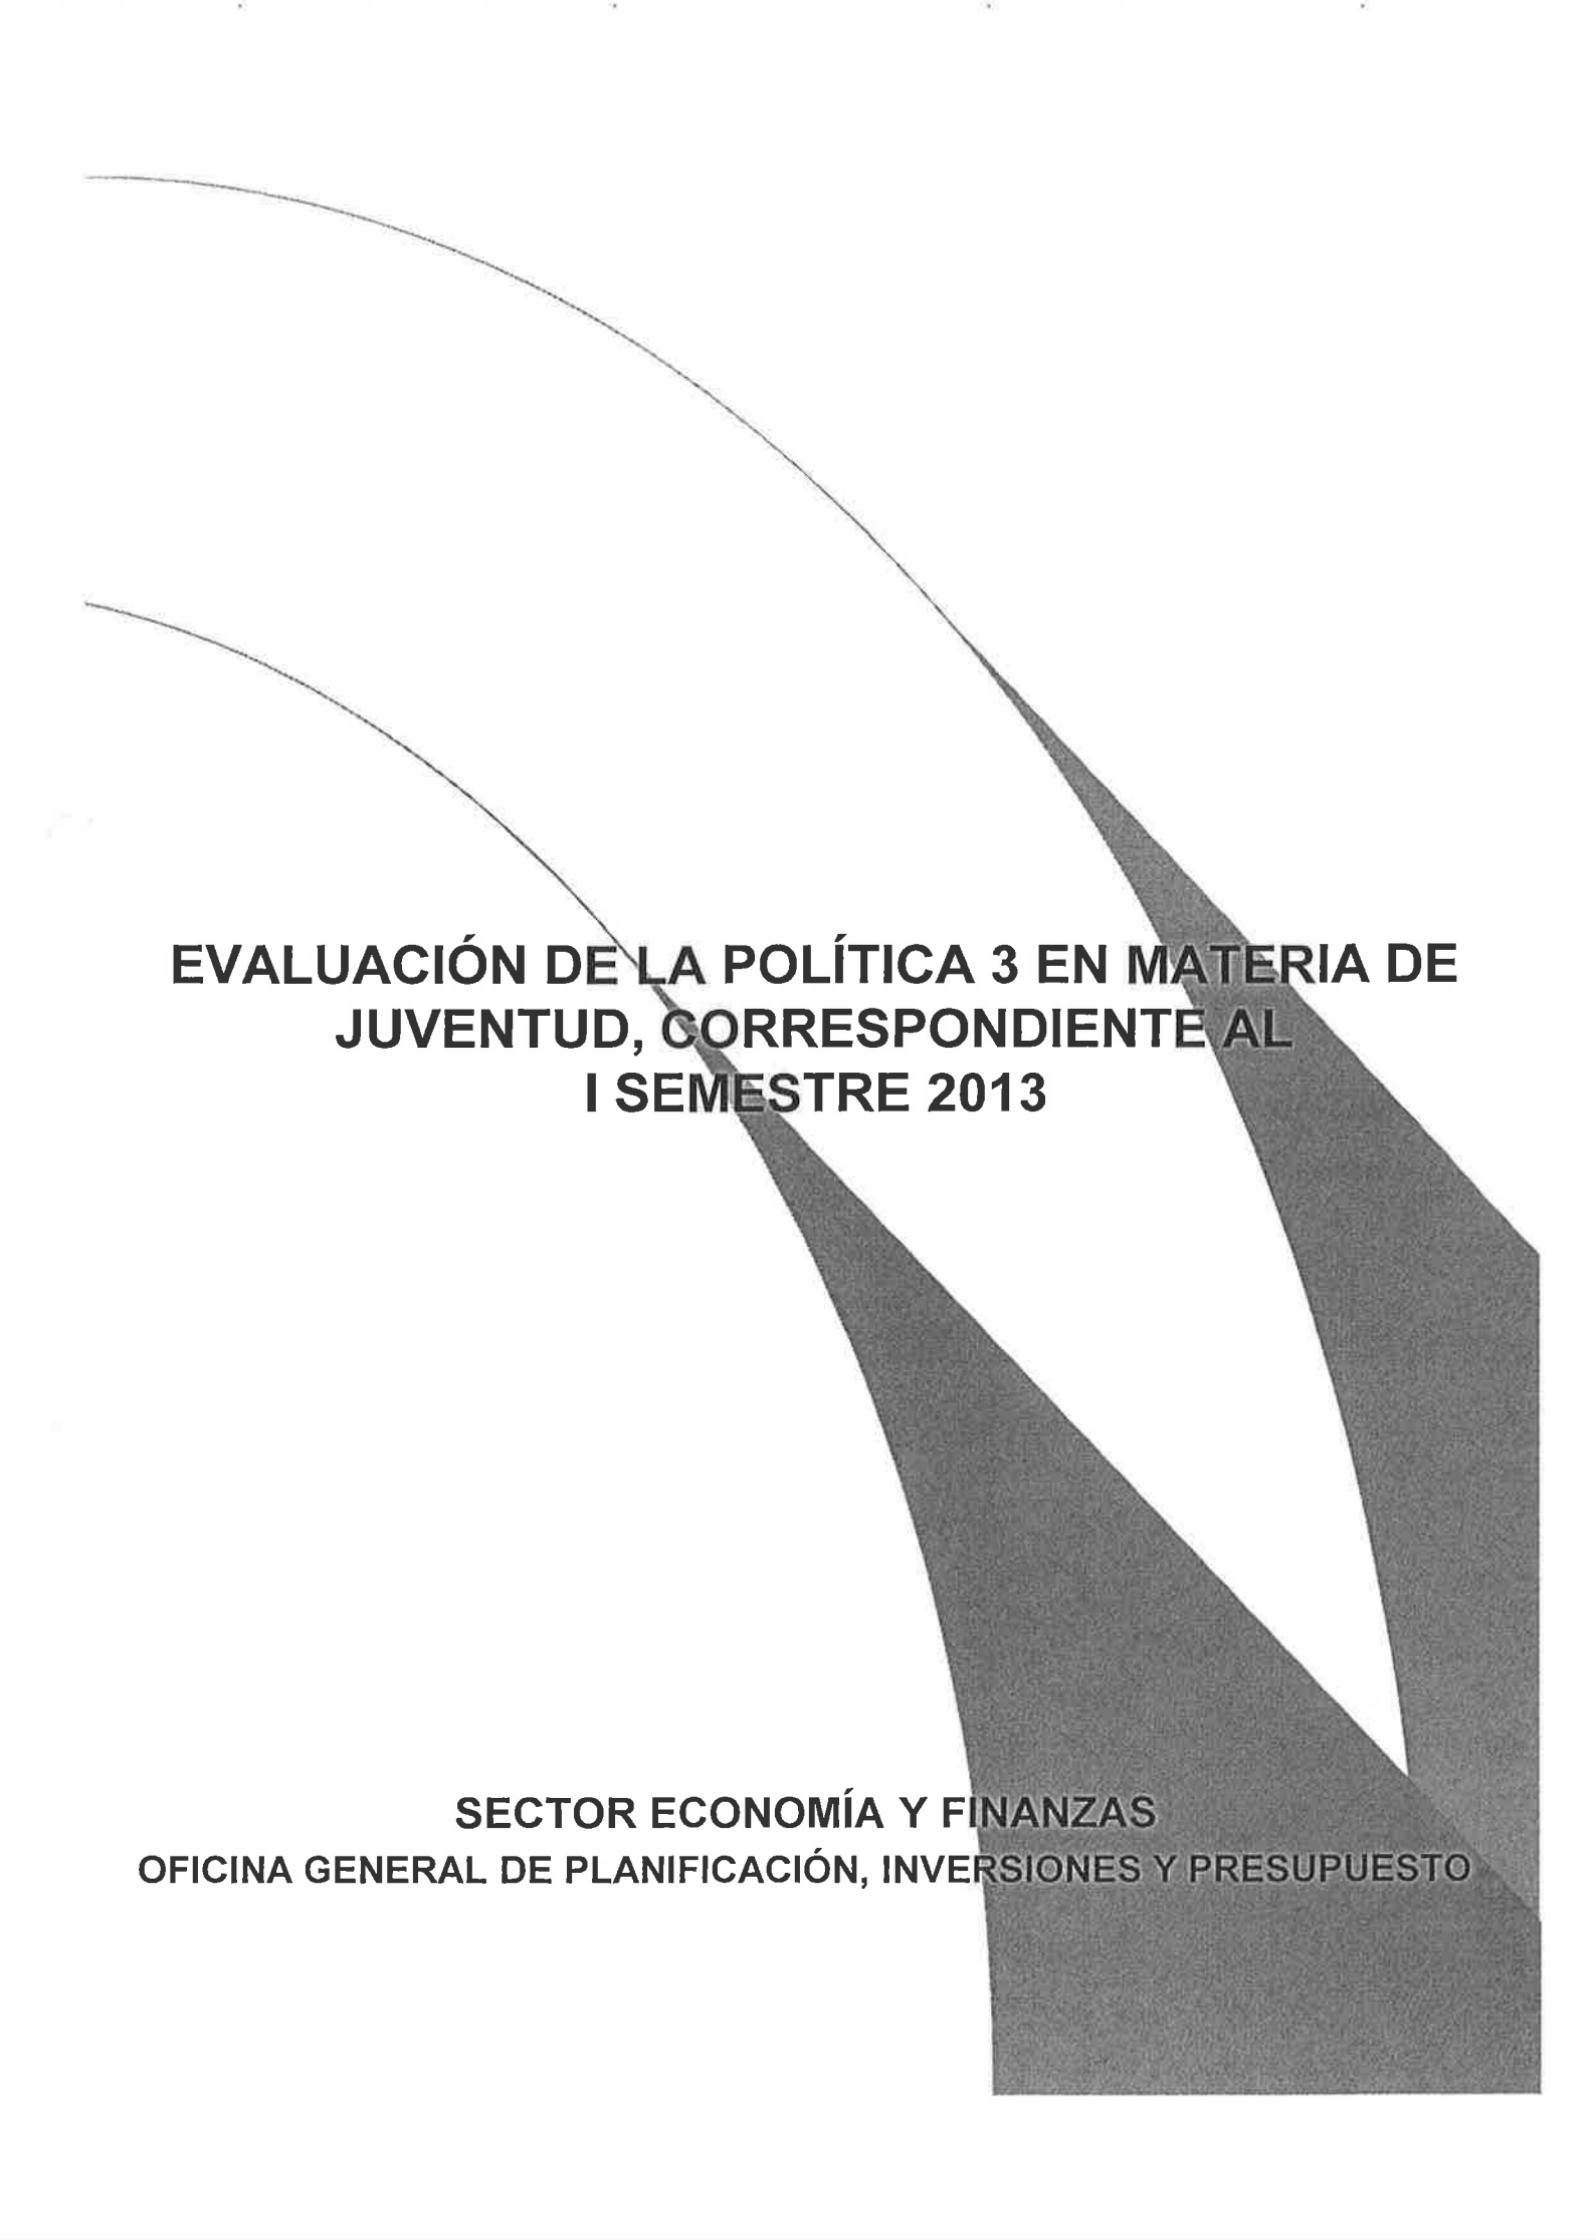 EVALUACIÓN DE LA POLÍTICA 3 EN MATERIA DE
JUVENTUD, CORRESPONDIENTE AL
I SEMESTRE 2013
SECTOR ECONOMÍA Y FINANZAS
OFICINA GENERAL DE PLANIFICACIÓN, INVERSIONES Y PRESUPUESTO